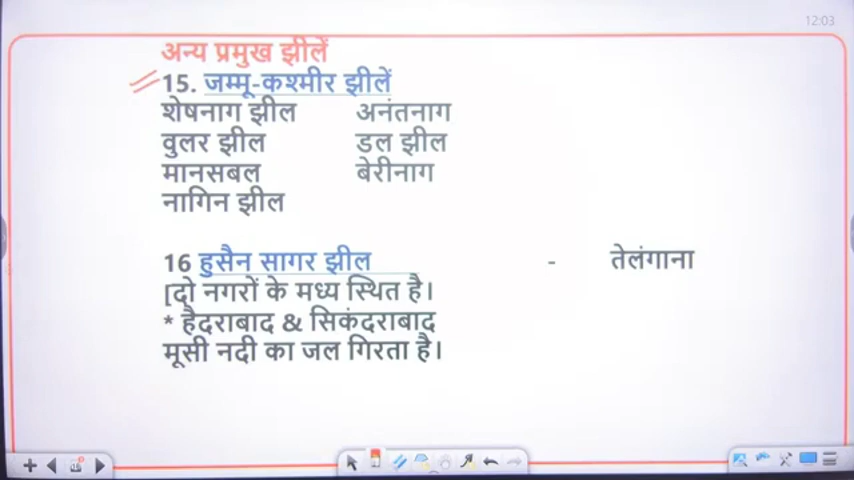 12:03
अन्य प्रमुख झीलें
15. जम्मू-कश्मीर झीलें
शेषनाग झील अनंतनाग
वुलर झील डल झील
मानसबल बेरीनाग
नागिन झील
16 हुसैन सागर झील - तेलंगाना
[दो नगरों के मध्य स्थित है।
* हैदराबाद & सिकंदराबाद
मूसी नदी का जल गिरता है।